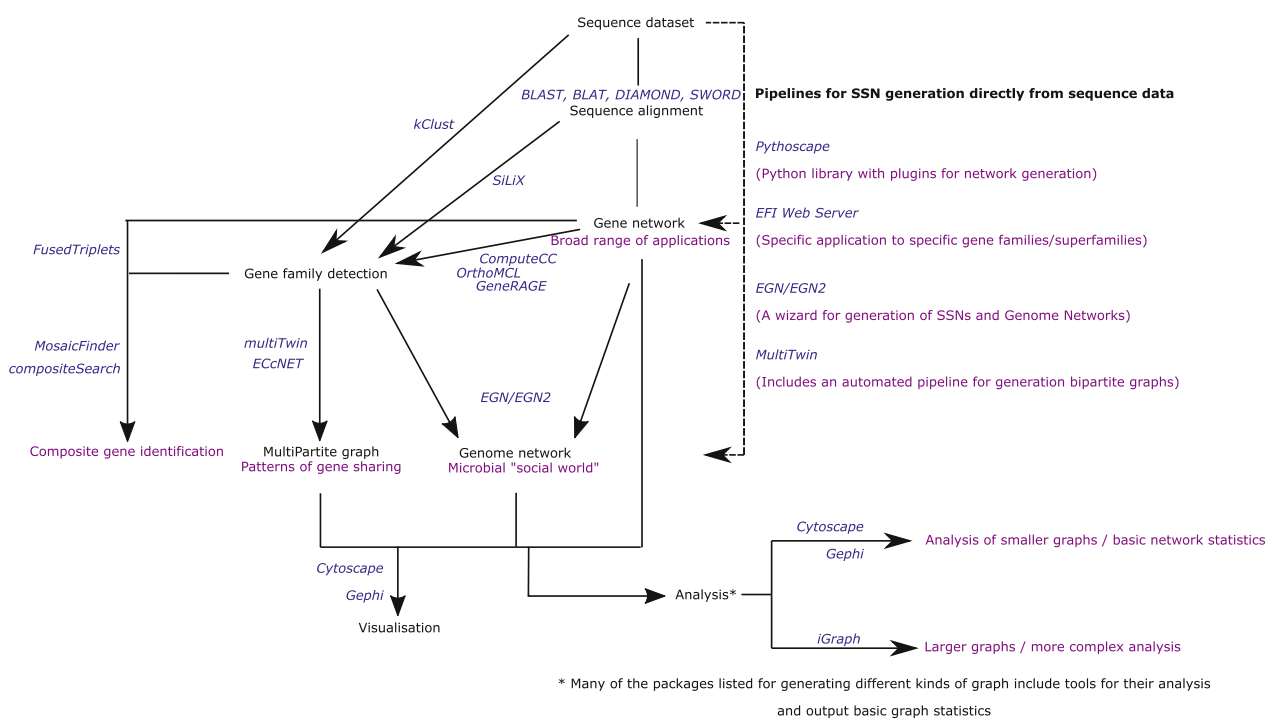 Sequence dataset
BLAST, BLAT, DIAMOND, SWORD
Sequence alignment
Pipelines for SSN generation directly from sequence data
kClust
Pythoscape
(Python library with plugins for network generation)
SiLiX
EFI Web Server
(Specific application to specific gene families/superfamilies)
Gene network
Broad range of applications
FusedTriplets
Gene family detection
ComputeCC
OrthoMCL
GeneRAGE
EGN/EGN2
(A wizard for generation of SSNs and Genome Networks)
MosaicFinder
compositeSearch
multiTwin
ECcNET
MultiTwin
(Includes an automated pipeline for generation bipartite graphs)
EGN/EGN2
Composite gene identification
MultiPartite graph
Patterns of gene sharing
Genome network
Microbial "social world"
Cytoscape
Gephi
Visualisation
Analysis*
Cytoscape
Gephi
Analysis of smaller graphs / basic network statistics
iGraph
Larger graphs / more complex analysis
* Many of the packages listed for generating different kinds of graph include tools for their analysis
and output basic graph statistics